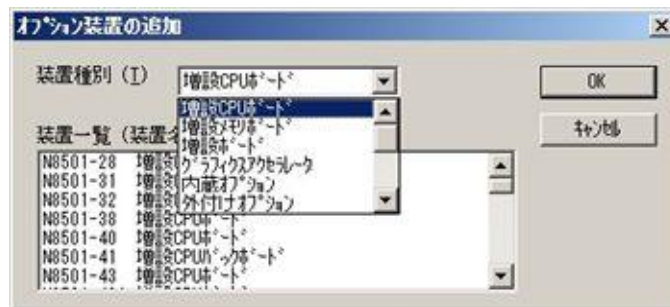 オプション装置の追加
装置種別 (I)
増設CPUボード
OK
増設CPUボード
増設メモリボード
キャンセル
装置一覧 (装置名
増設ボード
グラフィクスアクセラレータ
N8501-28 増設
内蔵オプション
N8501-31 増設
外付けオプション
N8501-32 増設
N8501-38 増設CPUボード
N8501-40 増設CPUボード
N8501-41 増設CPUバックボード
N8501-43 増設CPUボード